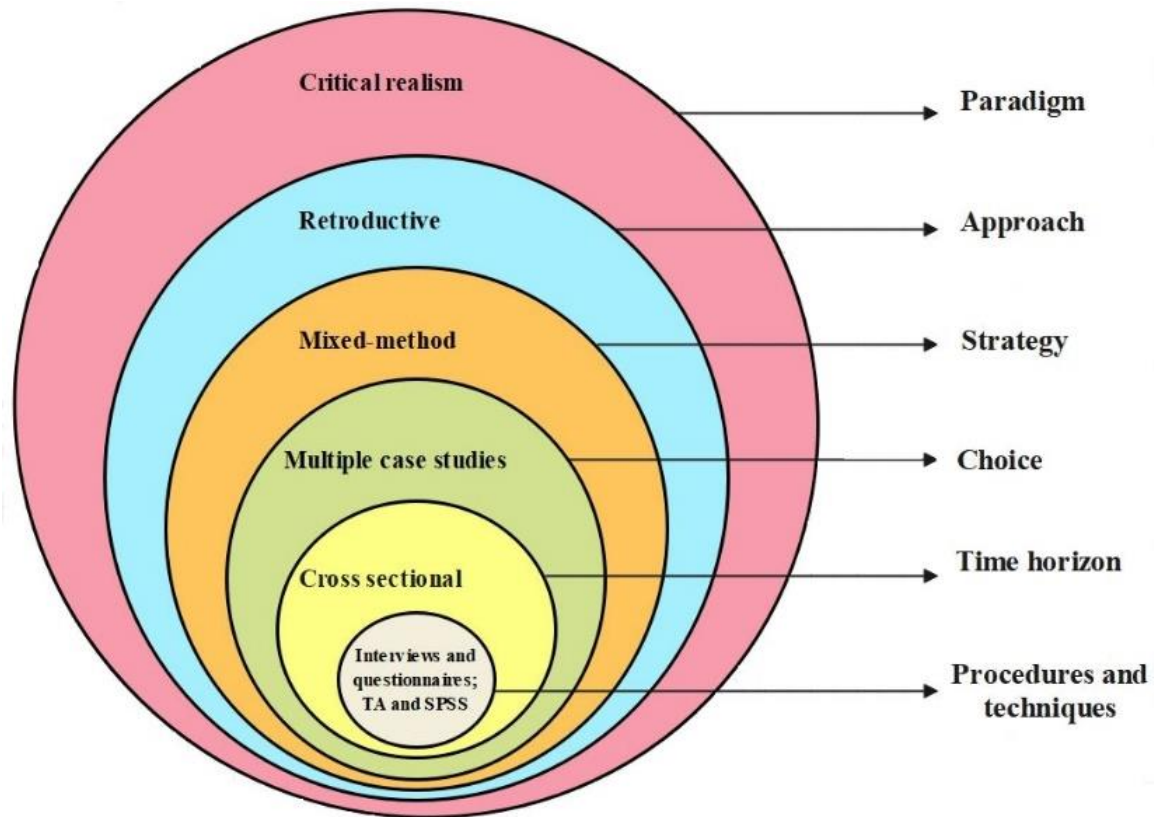 Critical realism
Paradigm
Retroductive
Approach
Mixed-method
Strategy
Multiple case studies
Choice
Cross sectional
Time horizon
Interviews and
questionnaires;
TA and SPSS
Procedures and
techniques